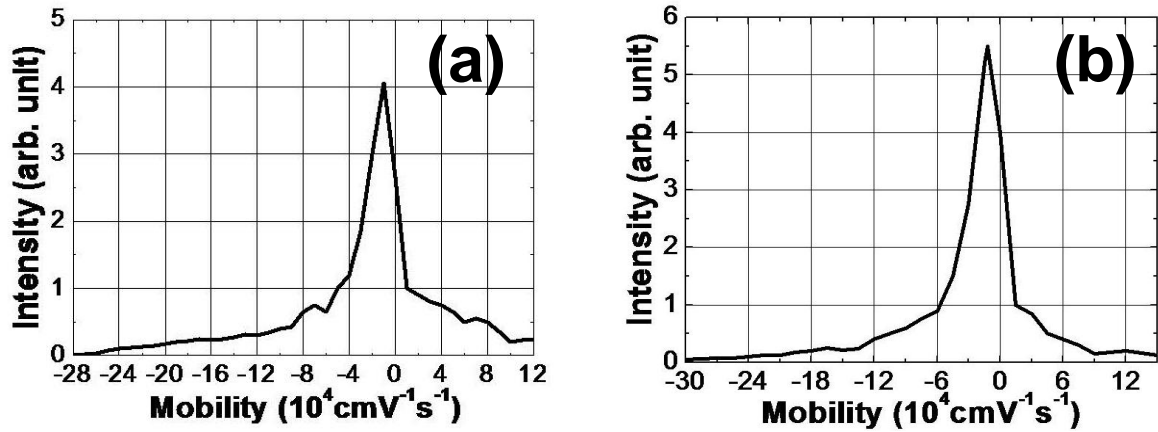 (a)
Intensity (arb. unit)
5
4
3
2
1
0
-28 -24 -20 -16 -12 -8 -4 0 4 8 12
Mobility (10⁴cmV⁻¹s⁻¹)
(b)
Intensity (arb. unit)
6
5
4
3
2
1
0
-30 -24 -18 -12 -6 0 6 12
Mobility (10⁴cmV⁻¹s⁻¹)